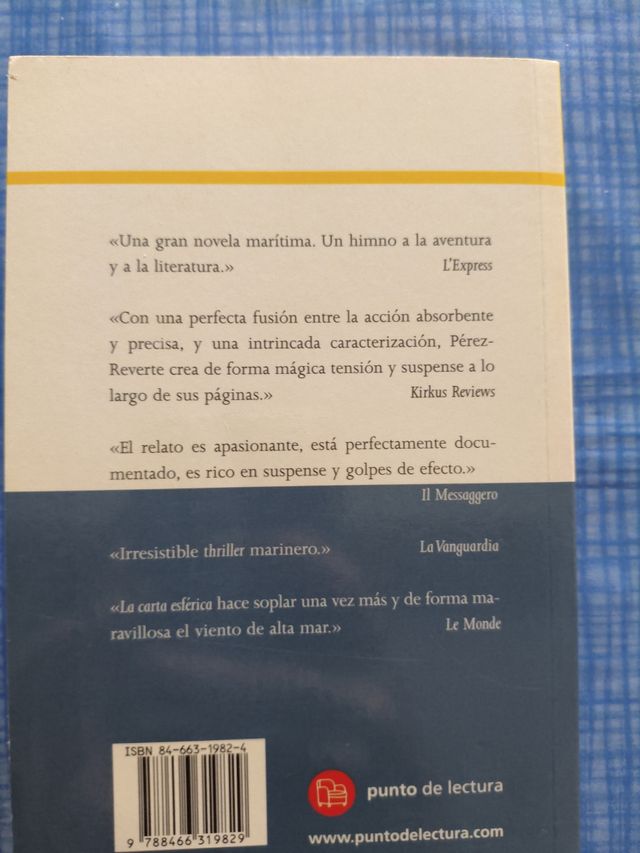 «Una gran novela marítima. Un himno a la aventura
y a la literatura.» L'Express
«Con una perfecta fusión entre la acción absorbente
y precisa, y una intrincada caracterización, Pérez-
Reverte crea de forma mágica tensión y suspense a lo
largo de sus páginas.» Kirkus Reviews
«El relato es apasionante, está perfectamente docu-
mentado, es rico en suspense y golpes de efecto.»
Il Messaggero
«Irresistible thriller marinero.» La Vanguardia
«La carta esférica hace soplar una vez más y de forma ma-
ravillosa el viento de alta mar.» Le Monde
ISBN 84-663-1982-4
9 788466 319829
punto de lectura
www.puntodelectura.com